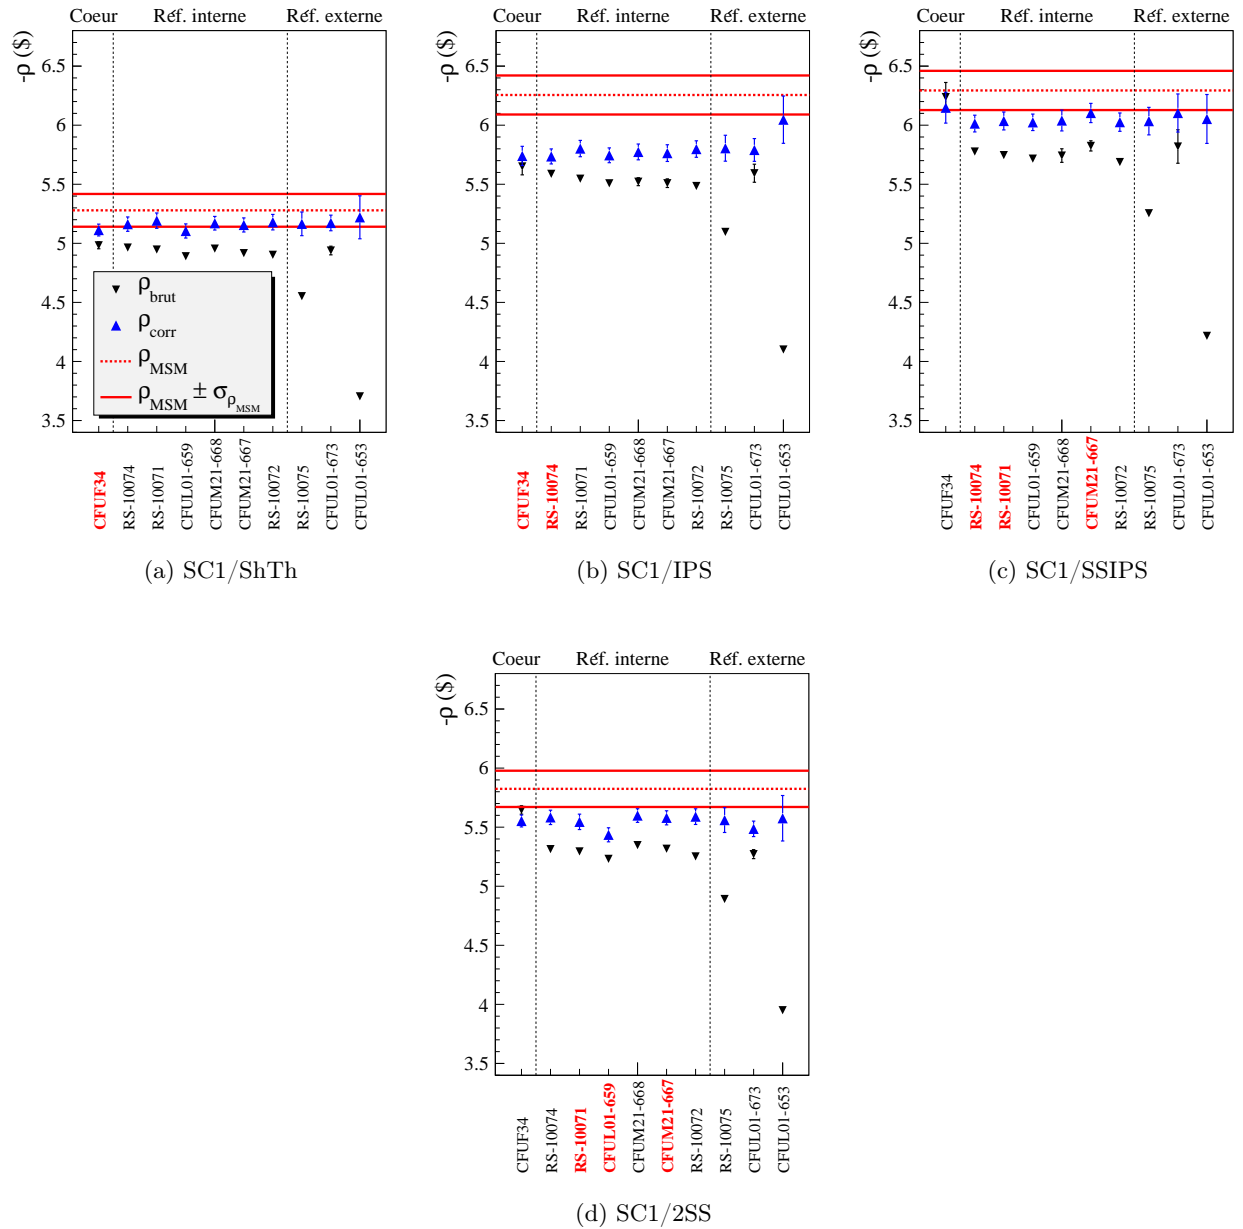 Coeur Réf. interne Réf. externe
-ρ ($)
6.5
6
5.5
5
4.5
4
3.5
ρbrut
ρcorr
ρMSM
ρMSM ± σρMSM
CFUF34
RS-10074
RS-10071
CFUL01-659
CFUM21-668
CFUM21-667
RS-10072
RS-10075
CFUL01-673
CFUL01-653
(a) SC1/ShTh
Coeur Réf. interne Réf. externe
-ρ ($)
6.5
6
5.5
5
4.5
4
3.5
CFUF34
RS-10074
RS-10071
CFUL01-659
CFUM21-668
CFUM21-667
RS-10072
RS-10075
CFUL01-673
CFUL01-653
(b) SC1/IPS
Coeur Réf. interne Réf. externe
-ρ ($)
6.5
6
5.5
5
4.5
4
3.5
CFUF34
RS-10074
RS-10071
CFUL01-659
CFUM21-668
CFUM21-667
RS-10072
RS-10075
CFUL01-673
CFUL01-653
(c) SC1/SSIPS
Coeur Réf. interne Réf. externe
-ρ ($)
6.5
6
5.5
5
4.5
4
3.5
CFUF34
RS-10074
RS-10071
CFUL01-659
CFUM21-668
CFUM21-667
RS-10072
RS-10075
CFUL01-673
CFUL01-653
(d) SC1/2SS